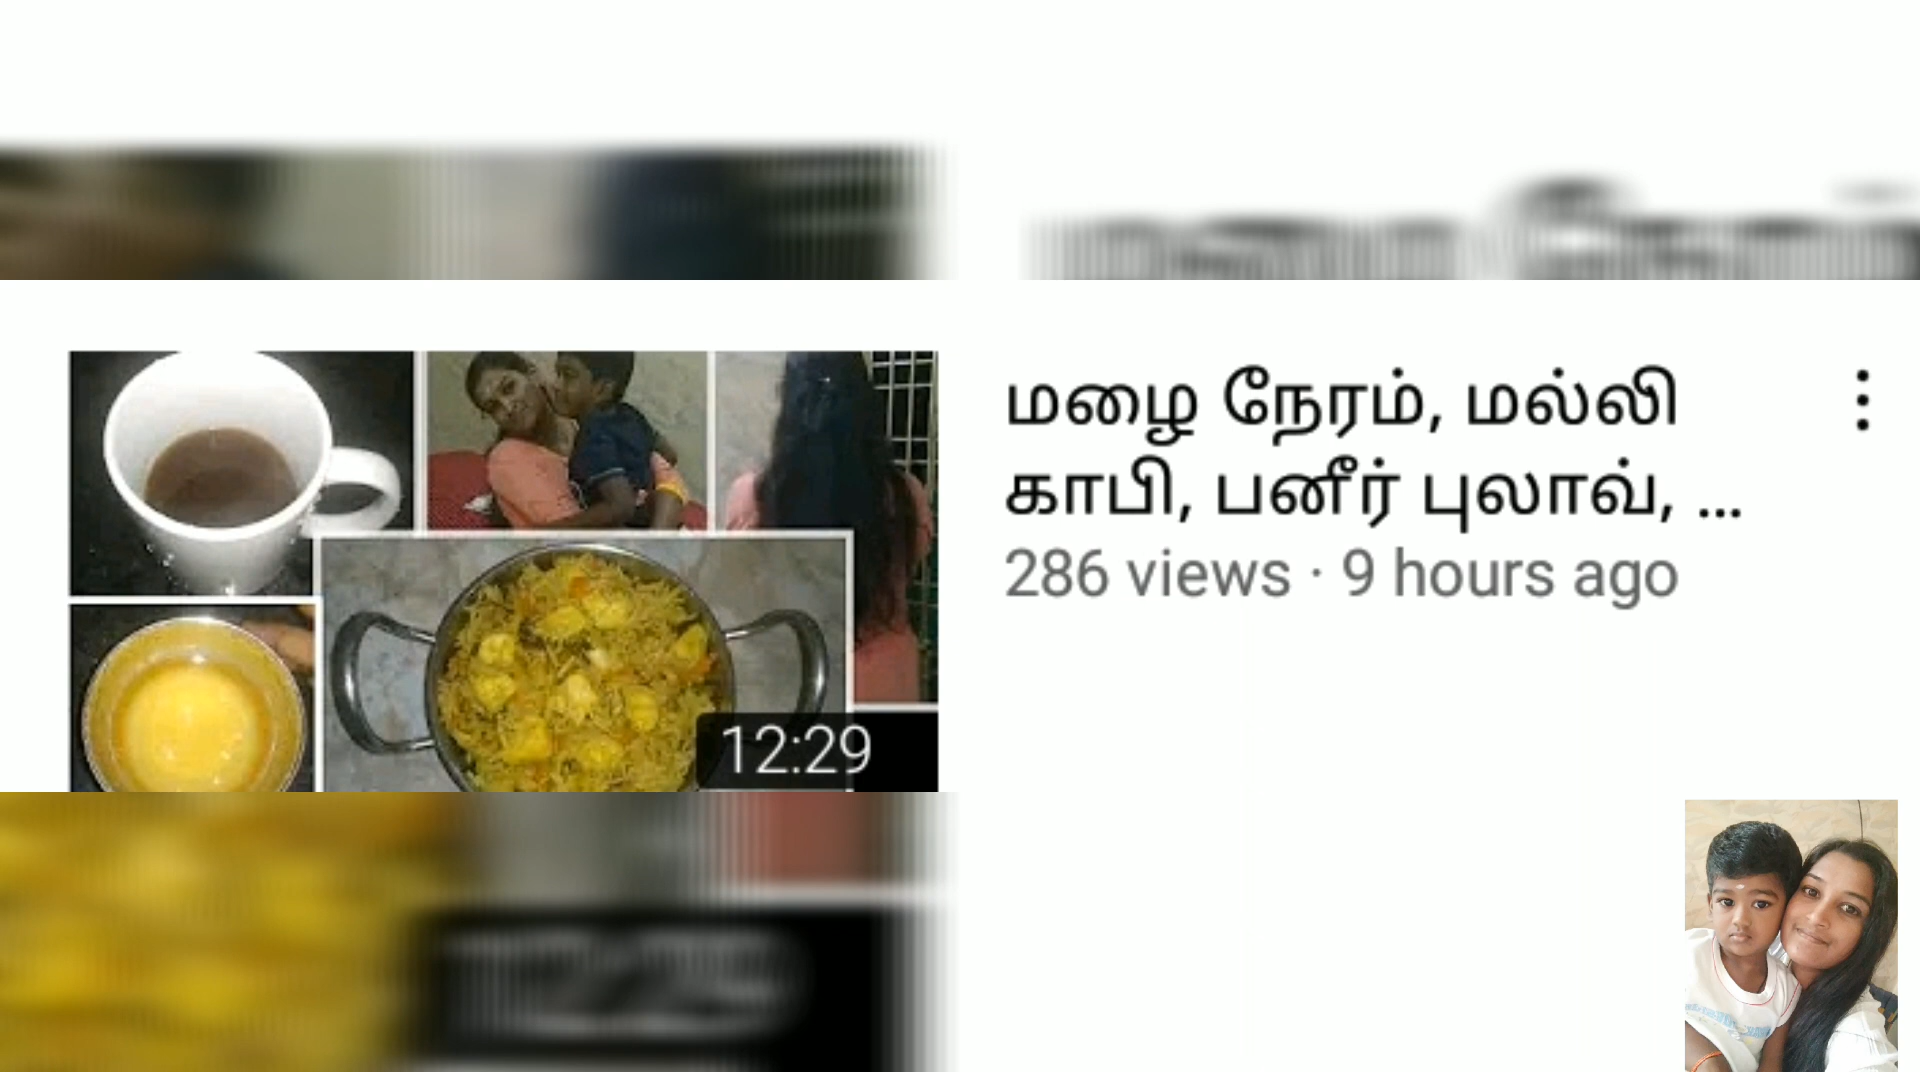 மழை நேரம், மல்லி
காபி, பனீர் புலாவ், ...
286 views · 9 hours ago
12:29